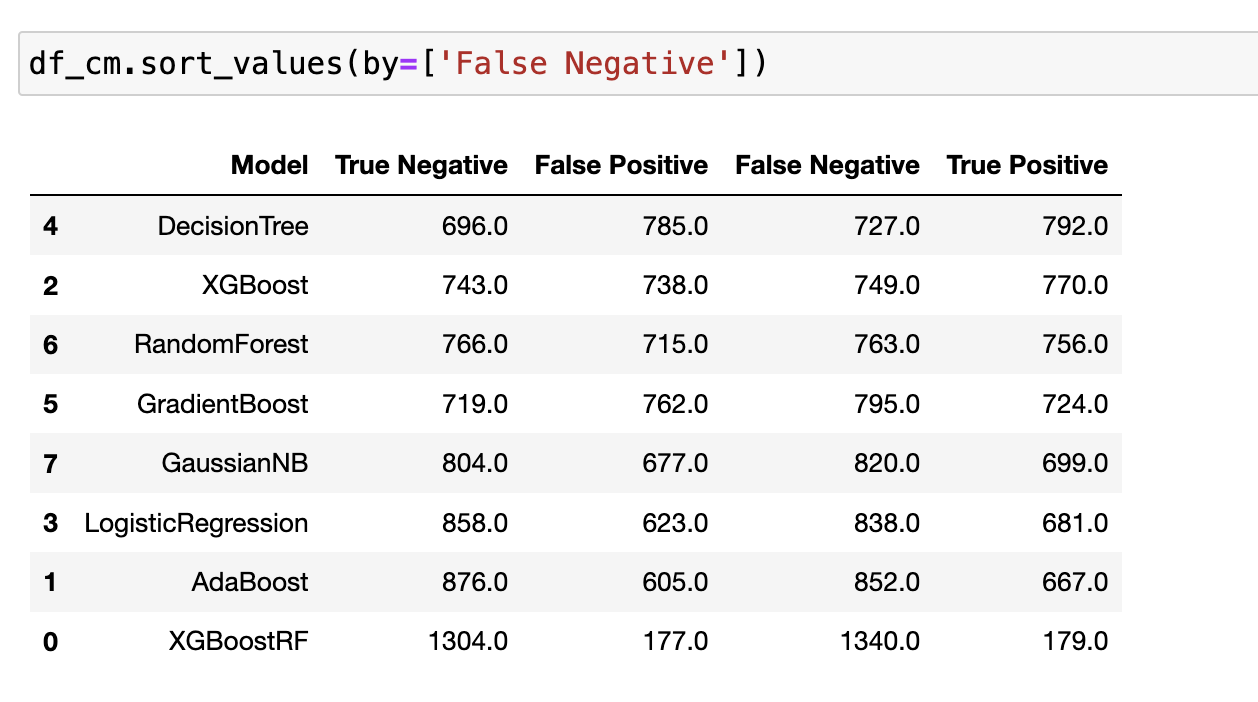 df_cm.sort_values(by=['False Negative'])
Model True Negative False Positive False Negative True Positive
4 DecisionTree 696.0 785.0 727.0 792.0
2 XGBoost 743.0 738.0 749.0 770.0
6 RandomForest 766.0 715.0 763.0 756.0
5 GradientBoost 719.0 762.0 795.0 724.0
7 GaussianNB 804.0 677.0 820.0 699.0
3 LogisticRegression 858.0 623.0 838.0 681.0
1 AdaBoost 876.0 605.0 852.0 667.0
0 XGBoostRF 1304.0 177.0 1340.0 179.0